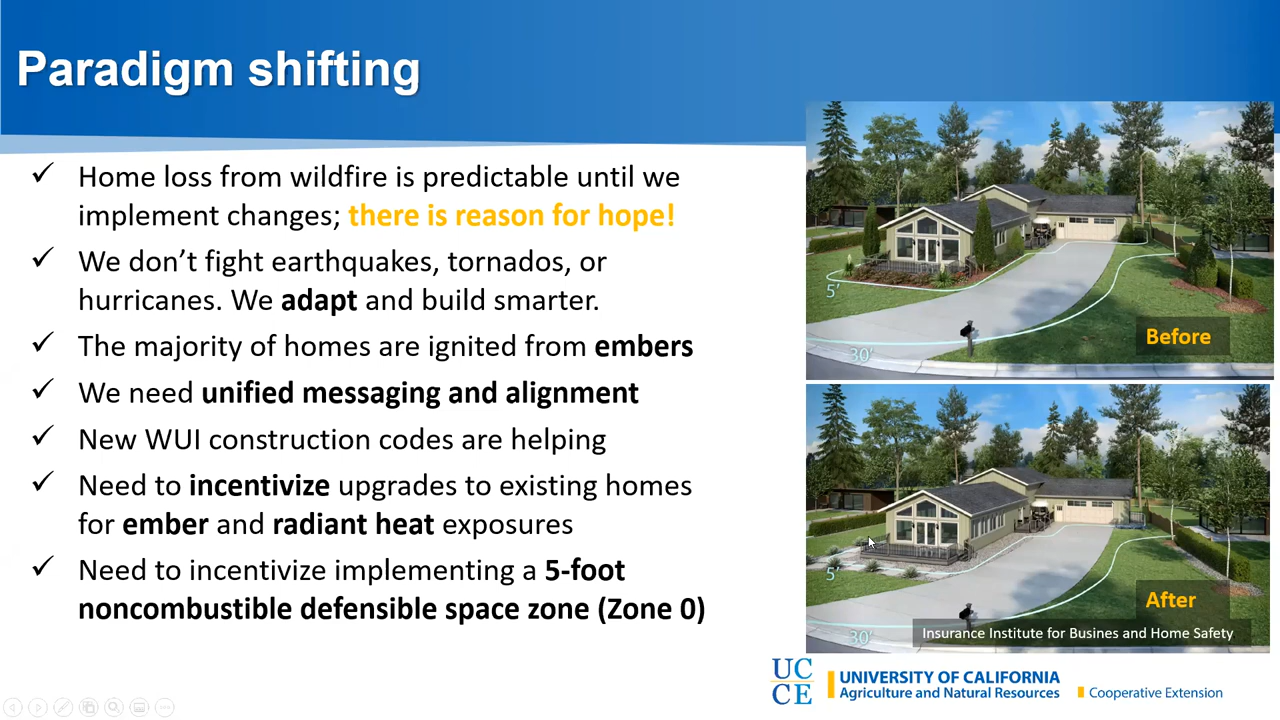 Paradigm shifting
Home loss from wildfire is predictable until we
implement changes; there is reason for hope!
We don't fight earthquakes, tornados, or
hurricanes. We adapt and build smarter.
The majority of homes are ignited from embers
We need unified messaging and alignment
New WUI construction codes are helping
Need to incentivize upgrades to existing homes
for ember and radiant heat exposures
Need to incentivize implementing a 5-foot
noncombustible defensible space zone (Zone 0)
5'
30'
Before
5'
30'
After
Insurance Institute for Busines and Home Safety
UC
CE
UNIVERSITY OF CALIFORNIA
Agriculture and Natural Resources
Cooperative Extension